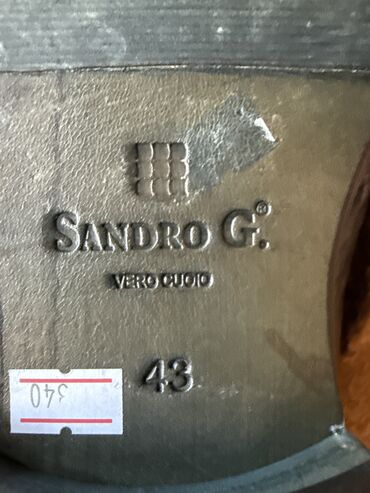 SANDRO G.®
VERO CUOIO
43
340